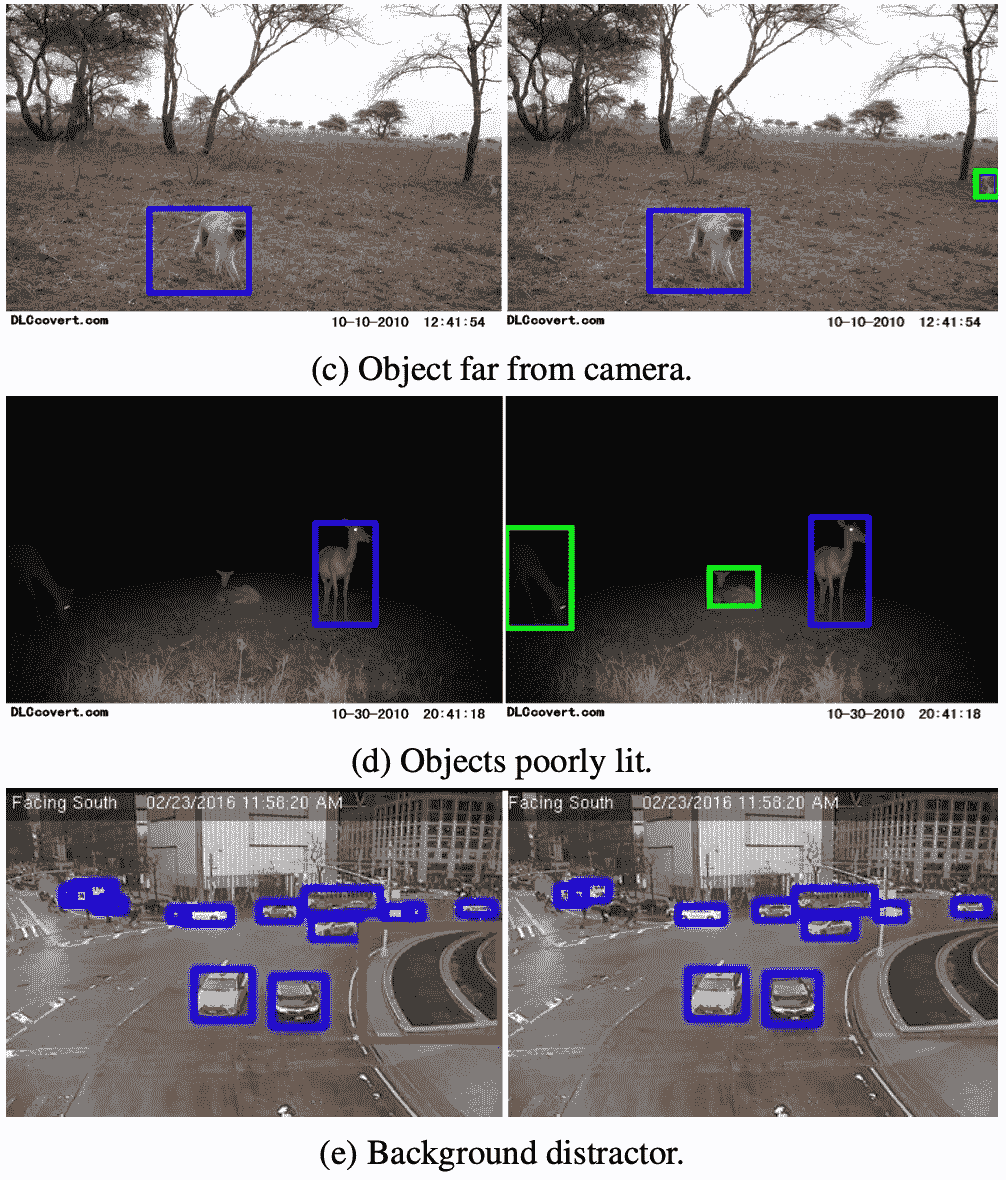 DLCcovert.com 10-10-2010 12:41:54 DLCcovert.com 10-10-2010 12:41:54
(c) Object far from camera.
DLCcovert.com 10-30-2010 20:41:18 DLCcovert.com 10-30-2010 20:41:18
(d) Objects poorly lit.
Facing South 02/23/2016 11:58:20 AM Facing South 02/23/2016 11:58:20 AM
(e) Background distractor.